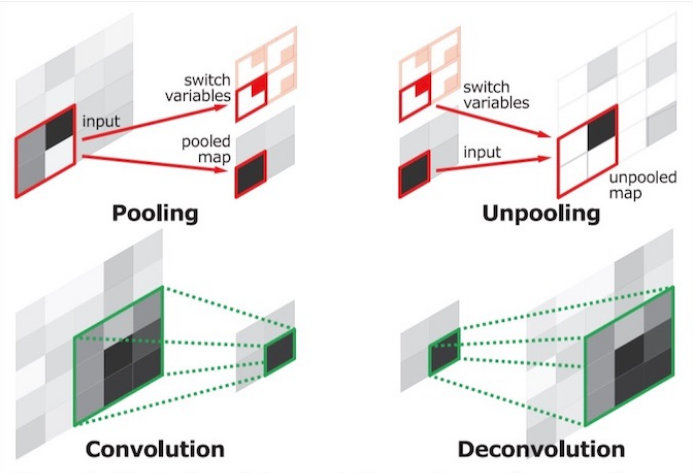 switch
variables
input
pooled
map
Pooling
switch
variables
input
unpooled
map
Unpooling
Convolution
Deconvolution